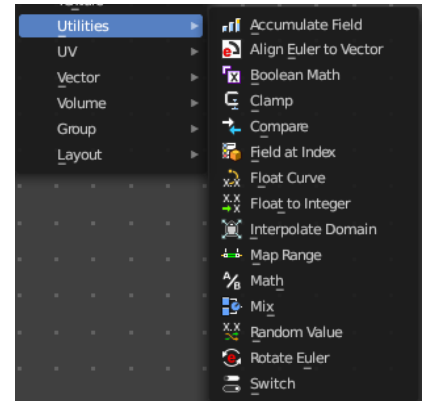 Utilities
UV
Vector
Volume
Group
Layout
Accumulate Field
Align Euler to Vector
Boolean Math
Clamp
Compare
Field at Index
Float Curve
Float to Integer
Interpolate Domain
Map Range
Math
Mix
Random Value
Rotate Euler
Switch